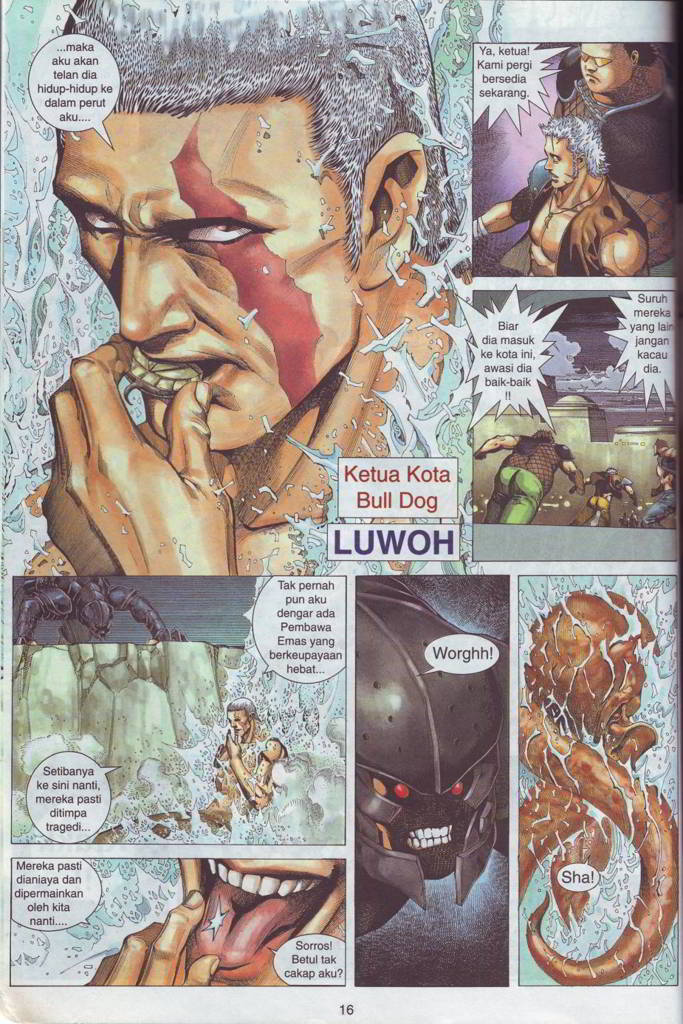 ...maka
aku akan
telan dia
hidup-hidup ke
dalam perut
aku....
Ya, ketua!
Kami pergi
bersedia
sekarang.
Biar
dia masuk
ke kota ini,
awasi dia
baik-baik
!!
Suruh
mereka
yang lain
jangan
kacau
dia.
Ketua Kota
Bull Dog
LUWOH
Tak pernah
pun aku
dengar ada
Pembawa
Emas yang
berkeupayaan
hebat...
Setibanya
ke sini nanti,
mereka pasti
ditimpa
tragedi...
Worghh!
Sha!
Mereka pasti
dianiaya dan
dipermainkan
oleh kita
nanti....
Sorros!
Betul tak
cakap aku?
16